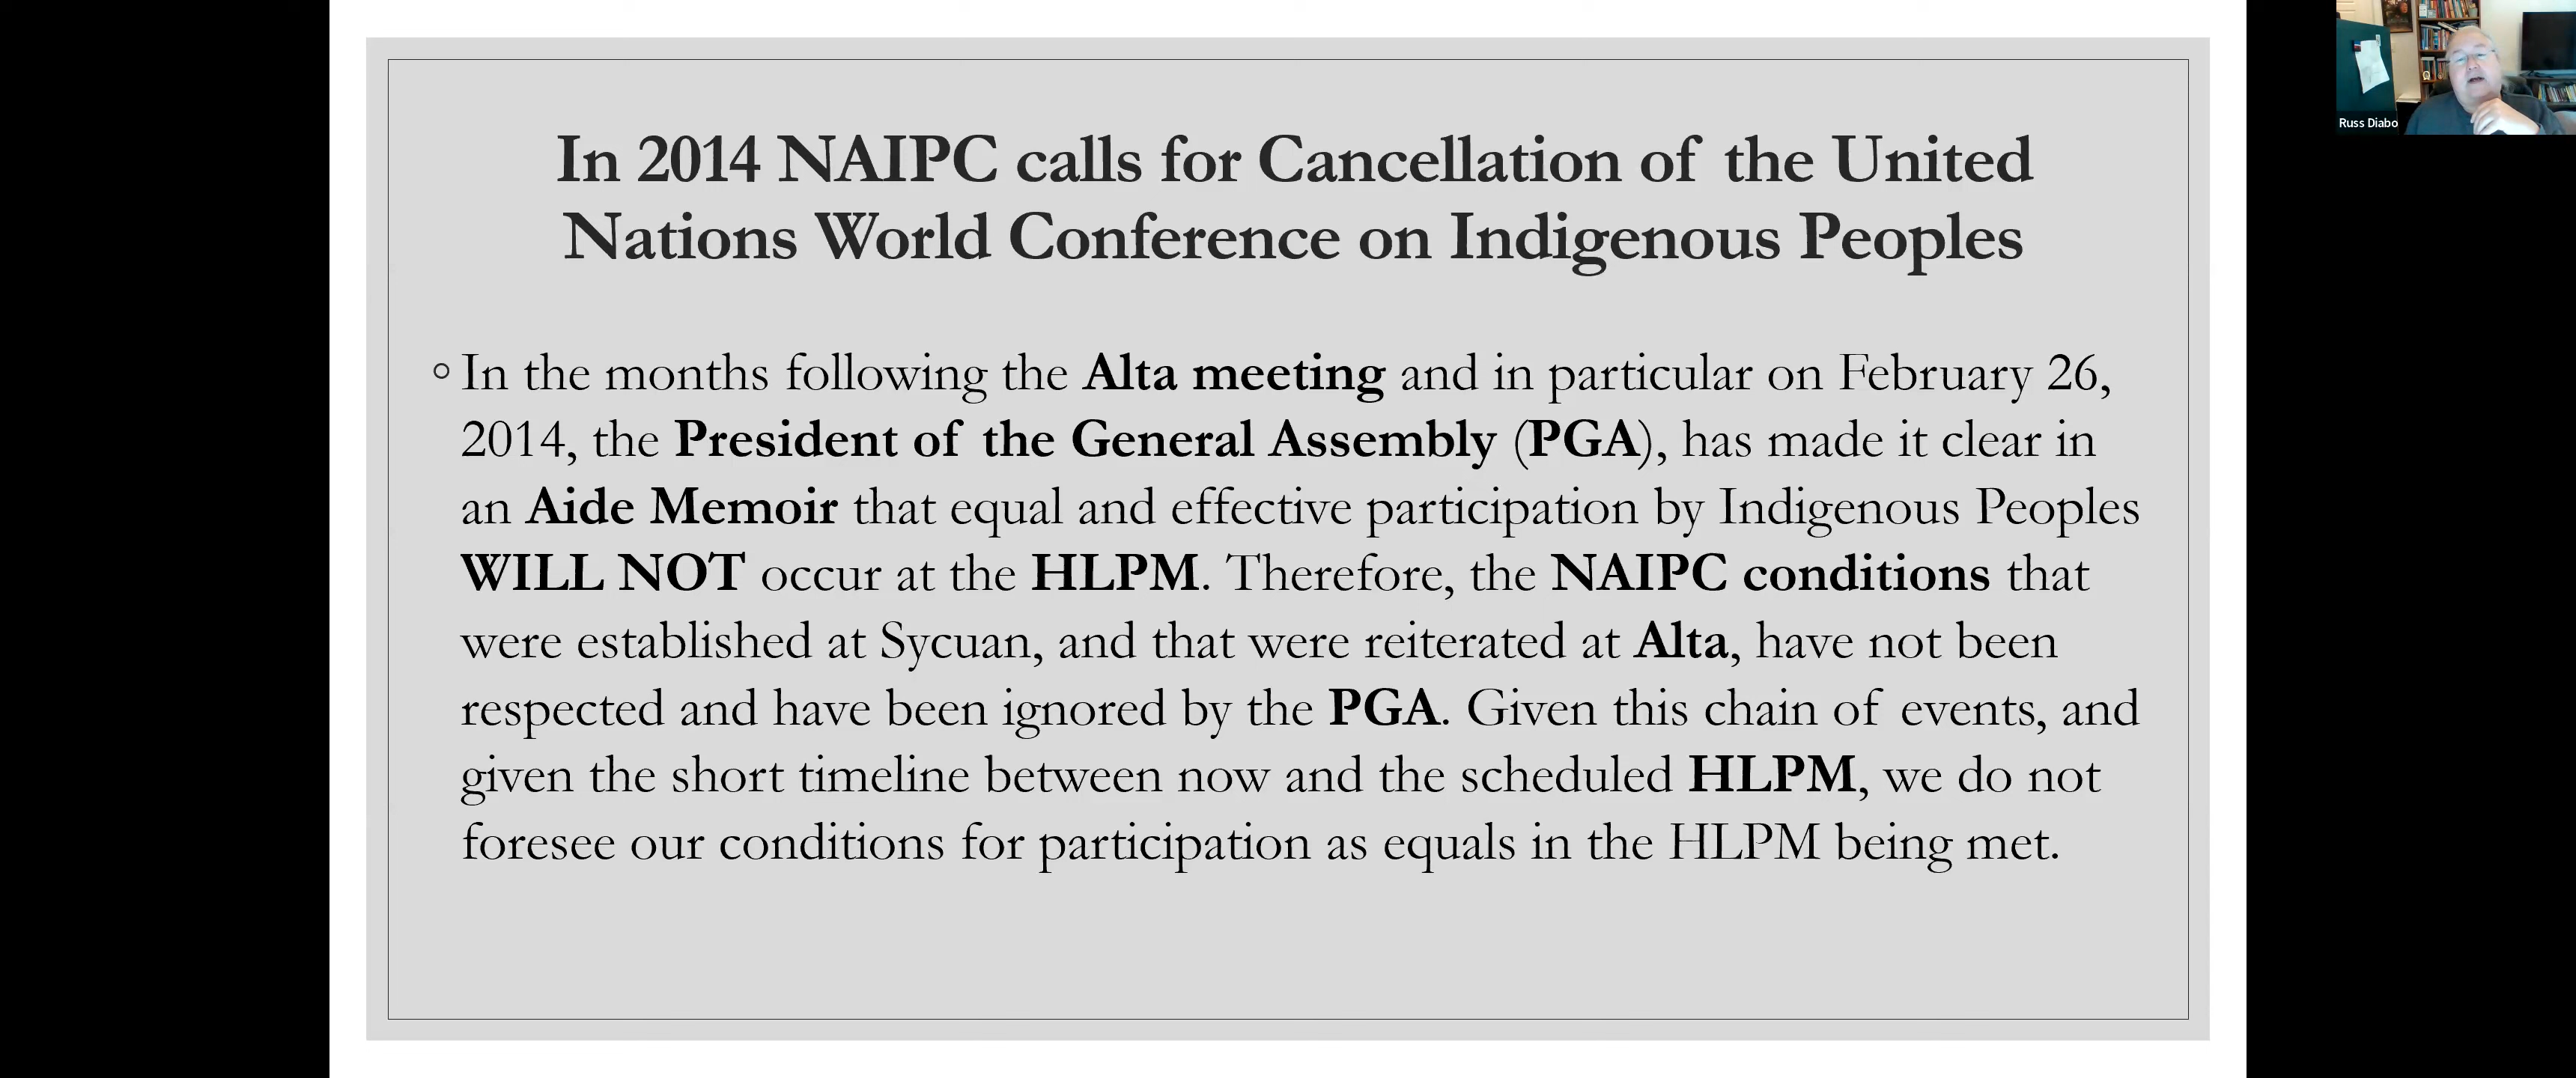 In 2014 NAIPC calls for Cancellation of the United
Nations World Conference on Indigenous Peoples
◦ In the months following the Alta meeting and in particular on February 26,
2014, the President of the General Assembly (PGA), has made it clear in
an Aide Memoir that equal and effective participation by Indigenous Peoples
WILL NOT occur at the HLPM. Therefore, the NAIPC conditions that
were established at Sycuan, and that were reiterated at Alta, have not been
respected and have been ignored by the PGA. Given this chain of events, and
given the short timeline between now and the scheduled HLPM, we do not
foresee our conditions for participation as equals in the HLPM being met.
Russ Diabo